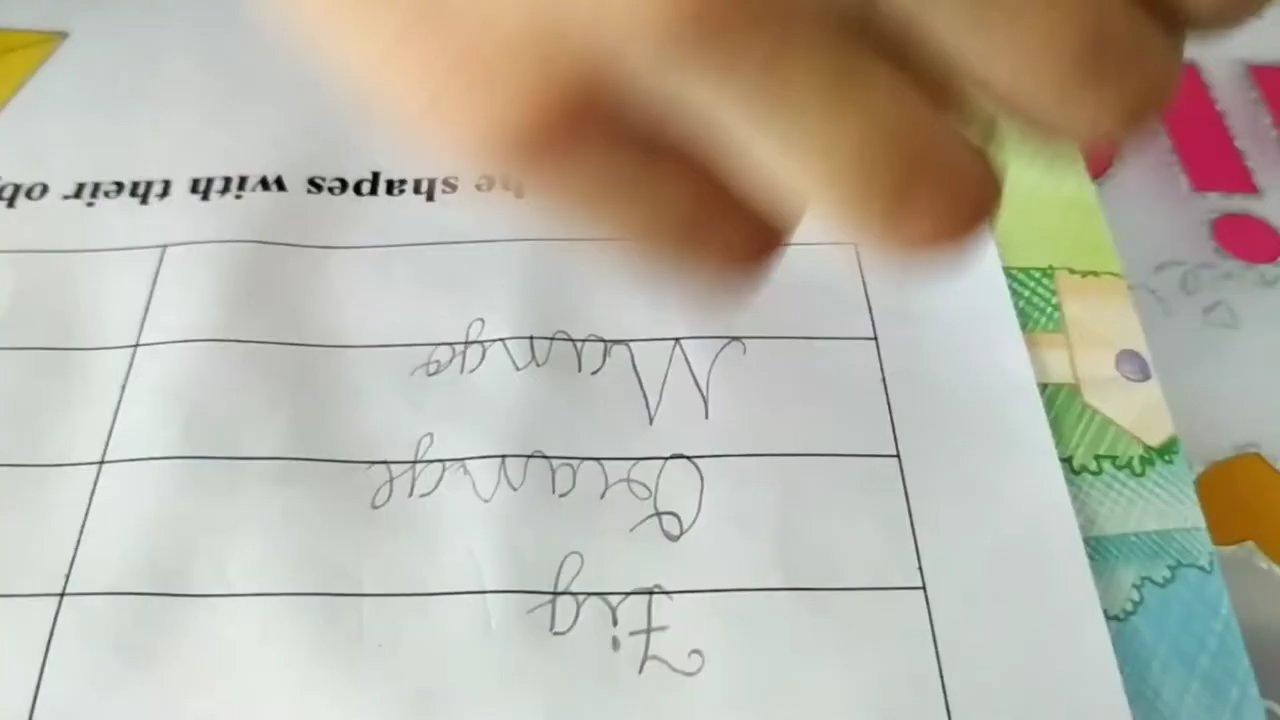 Fig
Orange
Mango
he shapes with their ob